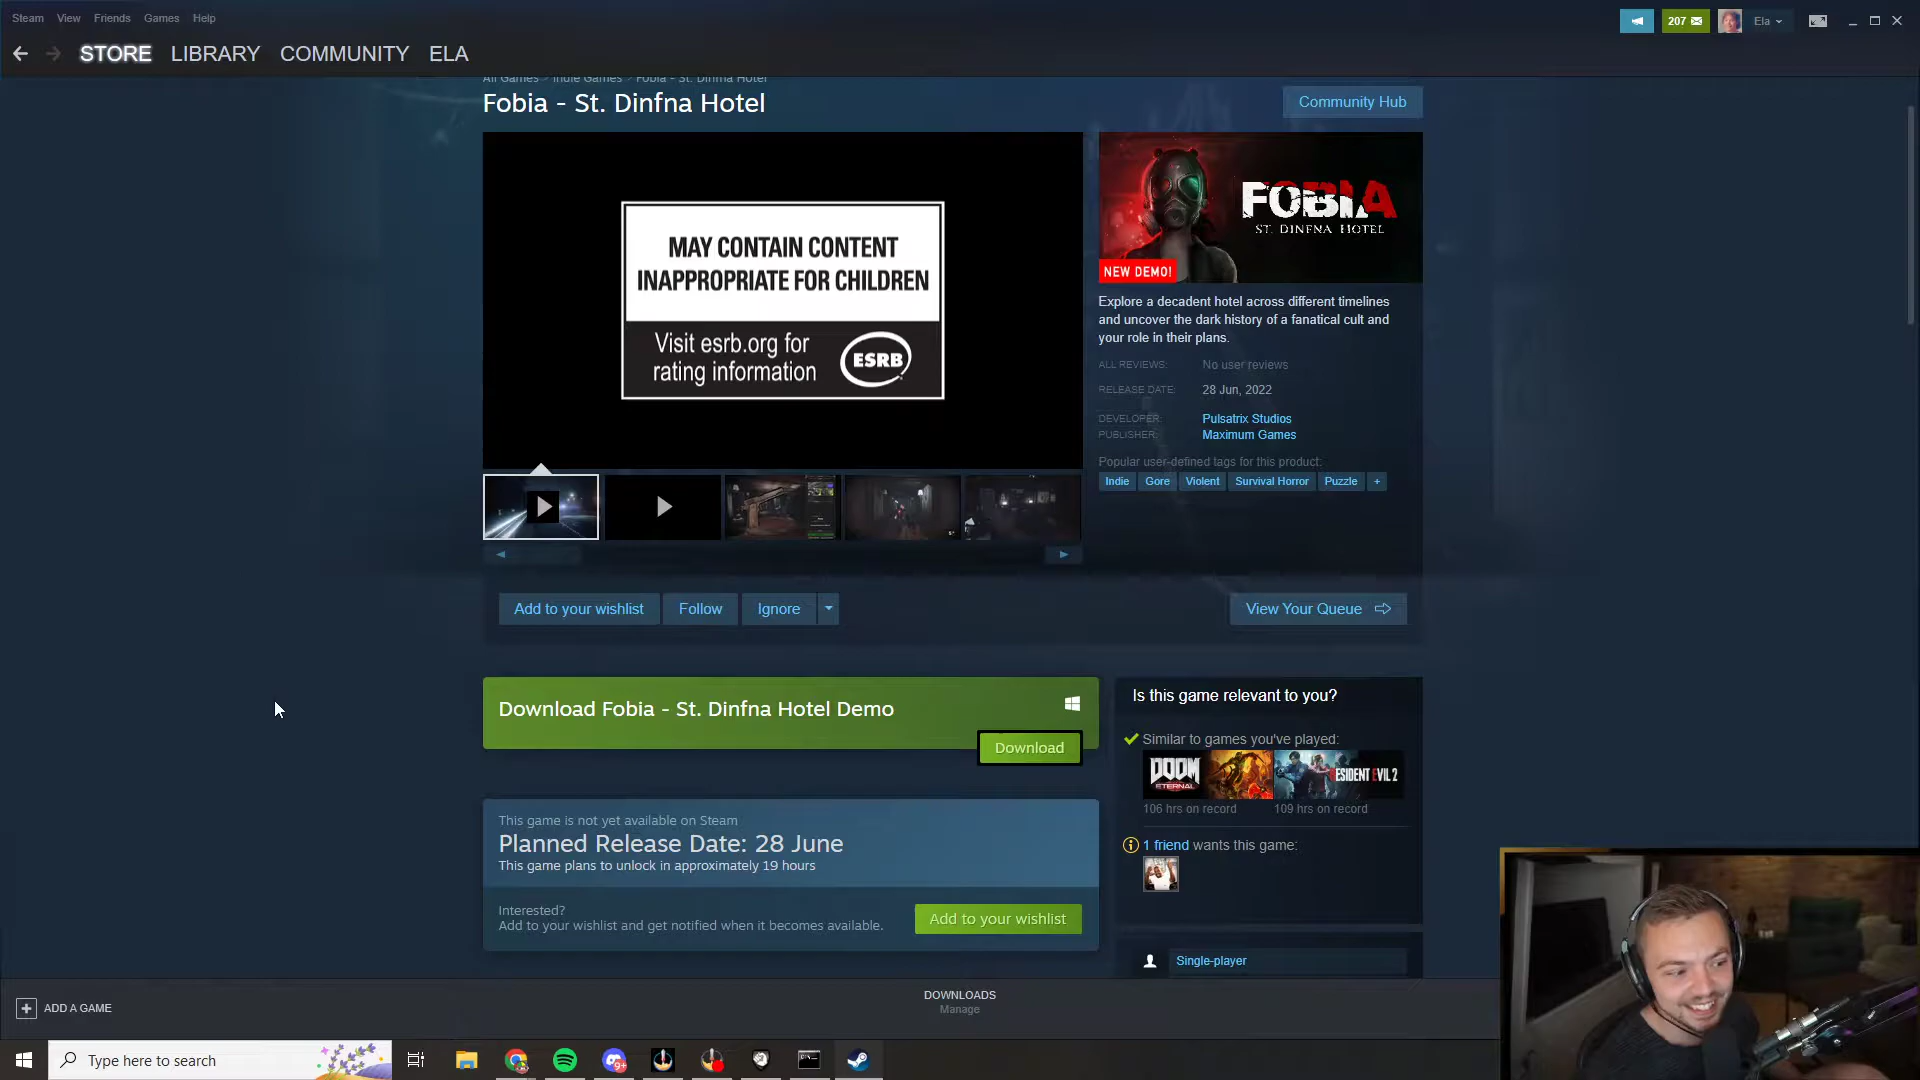 Steam View Friends Games Help
207
Ela
STORE LIBRARY COMMUNITY ELA
All Games > Indie Games > Fobia - St. Dinfna Hotel
Fobia - St. Dinfna Hotel
Community Hub
MAY CONTAIN CONTENT
INAPPROPRIATE FOR CHILDREN
Visit esrb.org for
rating information
ESRB
FOBIA
ST. DINFNA HOTEL
NEW DEMO!
Explore a decadent hotel across different timelines
and uncover the dark history of a fanatical cult and
your role in their plans.
ALL REVIEWS: No user reviews
RELEASE DATE: 28 Jun, 2022
DEVELOPER: Pulsatrix Studios
PUBLISHER: Maximum Games
Popular user-defined tags for this product:
Indie Gore Violent Survival Horror Puzzle +
Add to your wishlist Follow Ignore
View Your Queue
Download Fobia - St. Dinfna Hotel Demo
Download
Is this game relevant to you?
Similar to games you've played:
DOOM
ETERNAL
RESIDENT EVIL 2
106 hrs on record 109 hrs on record
1 friend wants this game:
This game is not yet available on Steam
Planned Release Date: 28 June
This game plans to unlock in approximately 19 hours
Interested?
Add to your wishlist and get notified when it becomes available.
Add to your wishlist
Single-player
ADD A GAME
DOWNLOADS
Manage
Type here to search
9+